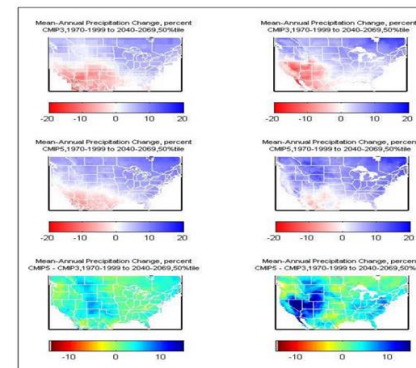 Mean-Annual Precipitation Change, percent
CMIP3,1970-1999 to 2040-2069,50%tile
-20 -10 0 10 20
Mean-Annual Precipitation Change, percent
CMIP3,1970-1999 to 2040-2069,50%tile
-20 -10 0 10 20
Mean-Annual Precipitation Change, percent
CMIP5,1970-1999 to 2040-2069,50%tile
-20 -10 0 10 20
Mean-Annual Precipitation Change, percent
CMIP5,1970-1999 to 2040-2069,50%tile
-20 -10 0 10 20
Mean-Annual Precipitation Change, percent
CMIP5 - CMIP3,1970-1999 to 2040-2069,50%tile
-10 0 10
Mean-Annual Precipitation Change, percent
CMIP5 - CMIP3,1970-1999 to 2040-2069,50%
-10 0 10